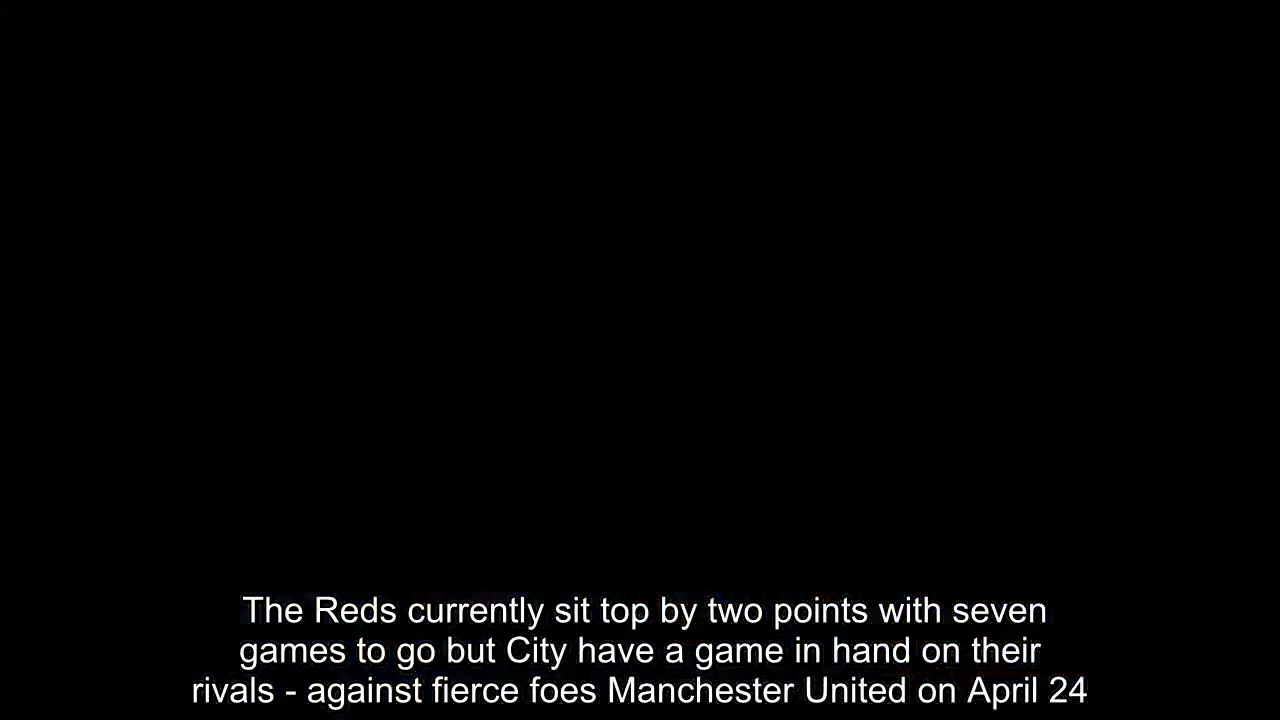 The Reds currently sit top by two points with seven
games to go but City have a game in hand on their
rivals - against fierce foes Manchester United on April 24